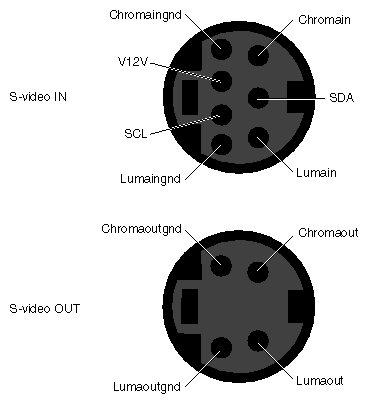 Chromaingnd
Chromain
V12V
S-video IN
SDA
SCL
Lumaingnd
Lumain
Chromaoutgnd
Chromaout
S-video OUT
Lumaoutgnd
Lumaout